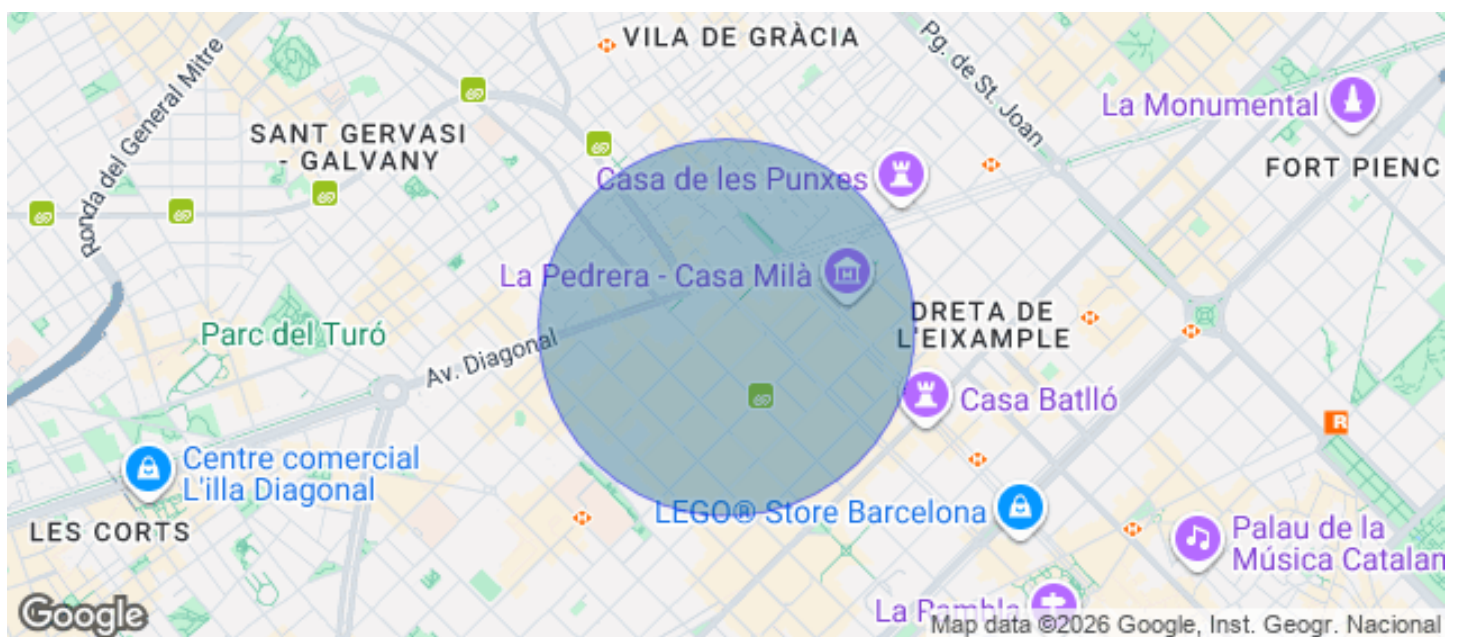 VILA DE GRÀCIA
Pg. de St. Joan
La Monumental
Ronda del General Mitre
SANT GERVASI
- GALVANY
FORT PIENC
Casa de les Punxes
La Pedrera - Casa Milà
DRETA DE
L'EIXAMPLE
Parc del Turó
Av. Diagonal
Casa Batlló
R
Centre comercial
L'illa Diagonal
LES CORTS
LEGO® Store Barcelona
Palau de la
Música Catalan
La Rambla
Google
Map data ©2026 Google, Inst. Geogr. Nacional